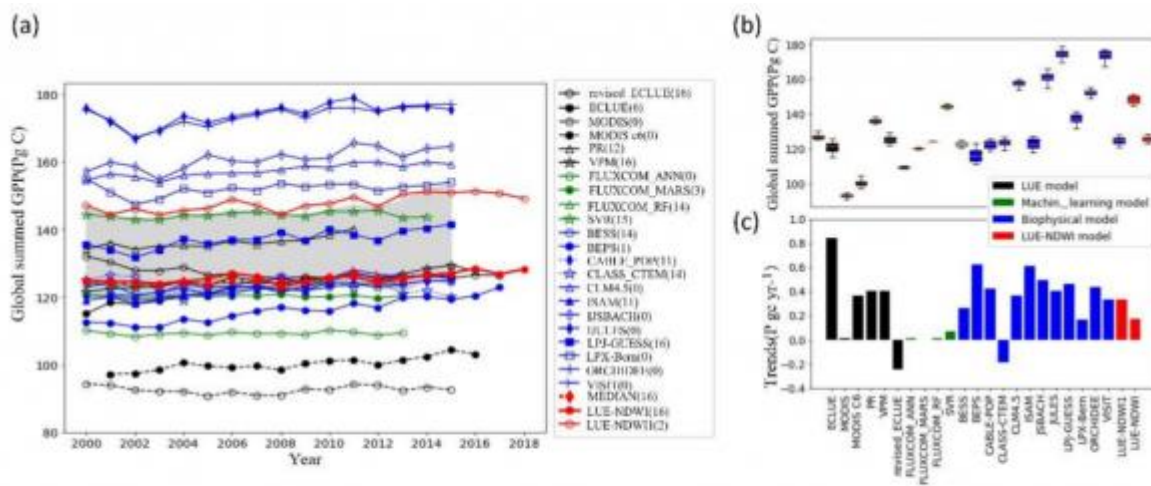 (a)
Global summed GPP(Pg C)
180
160
140
120
100
80
2000 2002 2004 2006 2008 2010 2012 2014 2016 2018
Year
revised_ECLUE(16)
ECLUE(6)
MODIS(0)
MODIS c6(0)
PR(12)
VPM(16)
FLUXCOM_ANN(0)
FLUXCOM_MARS(3)
FLUXCOM_RF(14)
SVR(15)
BESS(14)
BEPS(1)
CABLE_POP(11)
CLASS_CTEM(14)
CLM4.5(0)
ISAM(11)
JSBACH(0)
JULES(0)
LPJ-GUESS(16)
LPX-Bern(0)
ORCHIDEE(0)
VISIT(0)
MEDIAN(16)
LUE-NDWI(16)
LUE-NDWI1(2)
(b)
Global summed GPP(Pg C)
180
160
140
120
100
LUE model
Machin._learning model
Biophysical model
LUE-NDWI model
(c)
Trends(P gc yr-1)
1.0
0.8
0.6
0.4
0.2
0.0
−0.2
−0.4
ECLUE
MODIS
MODIS C6
PR
VPM
revised_ECLUE
FLUXCOM_ANN
FLUXCOM_MARS
FLUXCOM_RF
SVR
BESS
BEPS
CABLE-POP
CLASS-CTEM
CLM4.5
ISAM
JSBACH
JULES
LPJ-GUESS
LPX-Bern
ORCHIDEE
VISIT
LUE-NDWI1
LUE-NDWI